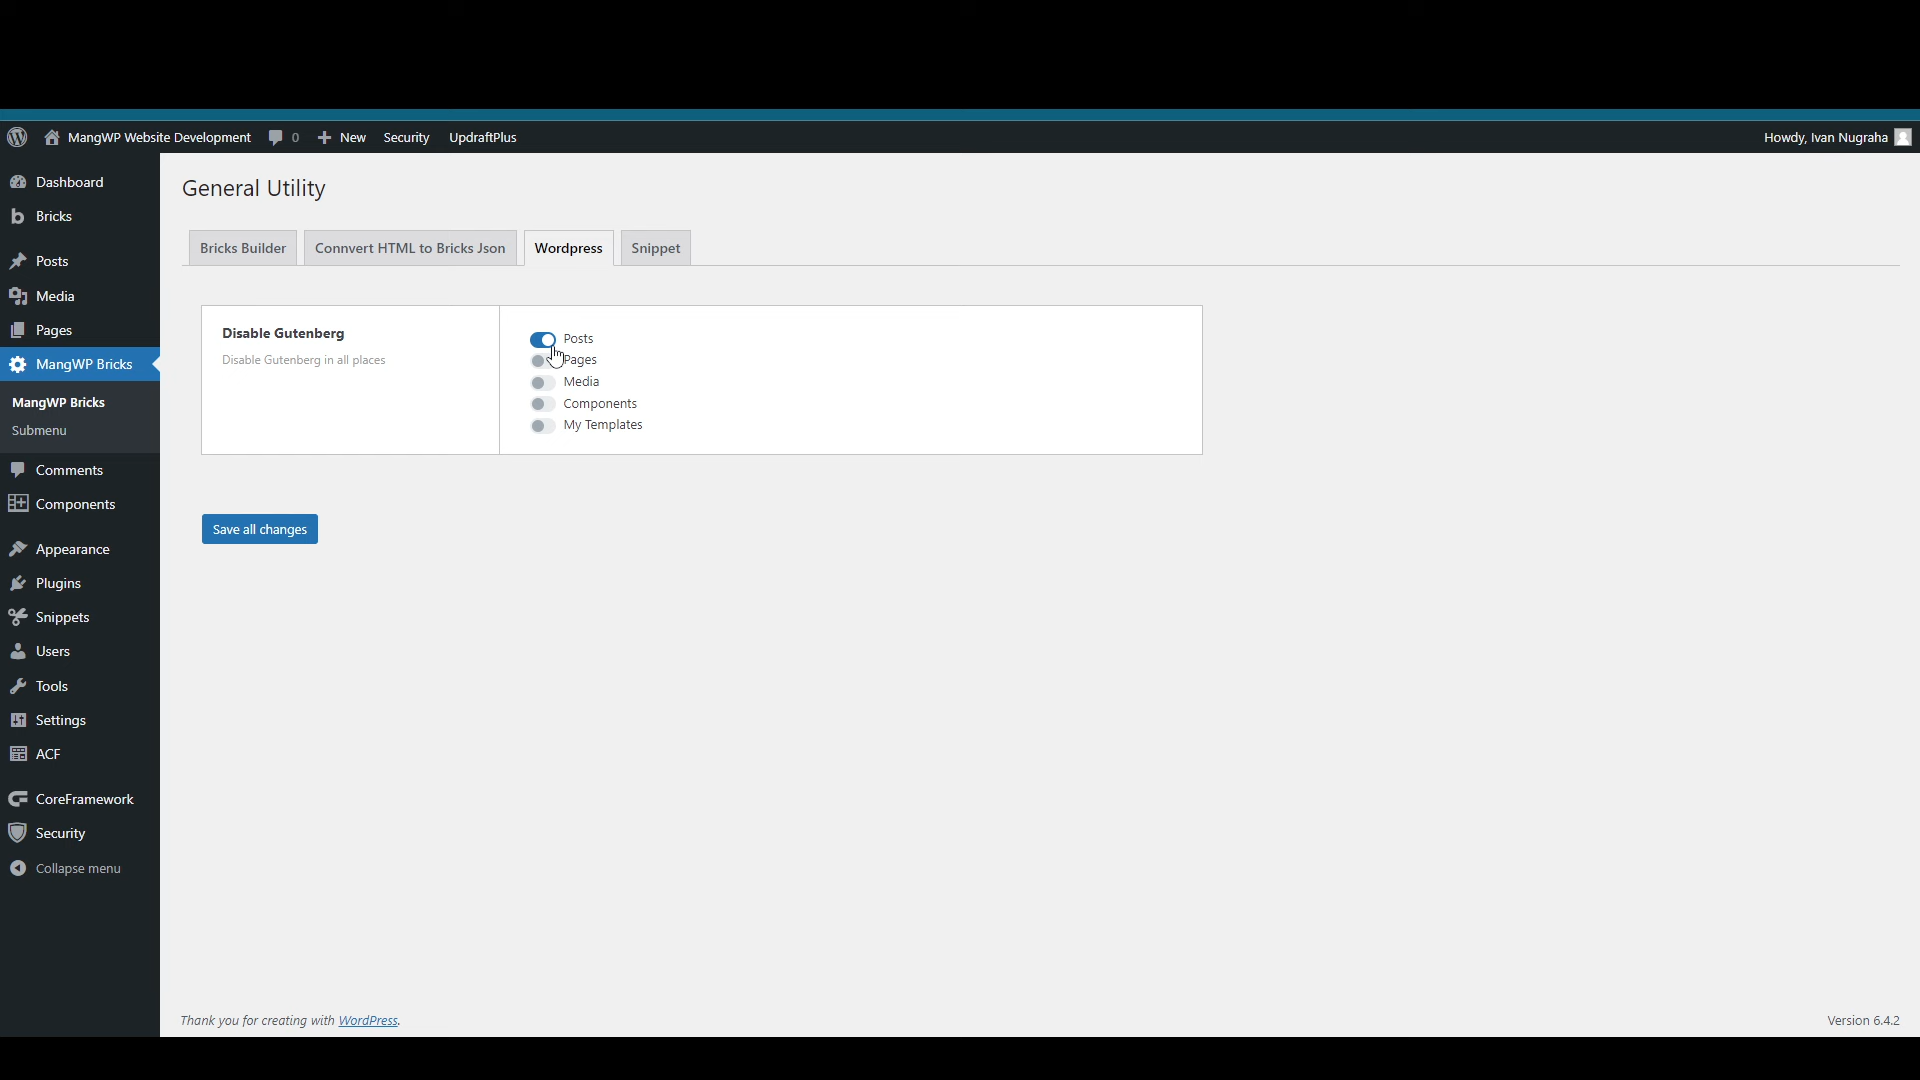 MangWP Website Development 0 New Security UpdraftPlus Howdy, Ivan Nugraha
Dashboard
Bricks
Posts
Media
Pages
MangWP Bricks
MangWP Bricks
Submenu
Comments
Components
Appearance
Plugins
Snippets
Users
Tools
Settings
ACF
CoreFramework
Security
Collapse menu
General Utility
Bricks Builder Connvert HTML to Bricks Json Wordpress Snippet
Disable Gutenberg
Disable Gutenberg in all places
Posts
Pages
Media
Components
My Templates
Save all changes
Thank you for creating with WordPress.
Version 6.4.2